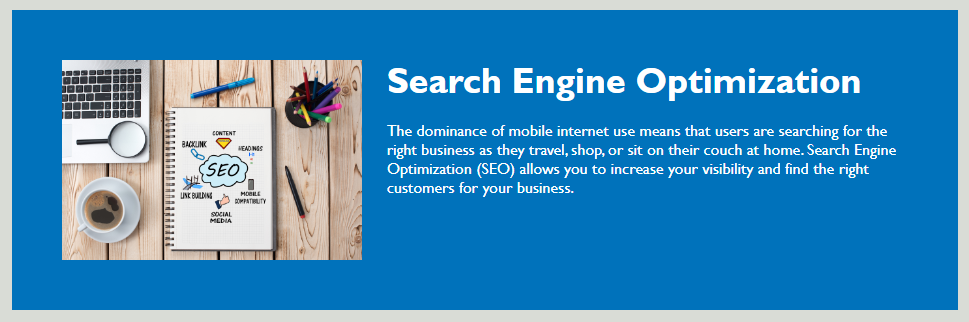 Search Engine Optimization
The dominance of mobile internet use means that users are searching for the
right business as they travel, shop, or sit on their couch at home. Search Engine
Optimization (SEO) allows you to increase your visibility and find the right
customers for your business.
CONTENT
BACKLINK
HEADINGS
SEO
LINK BUILDING
MOBILE
COMPATIBILITY
SOCIAL
MEDIA